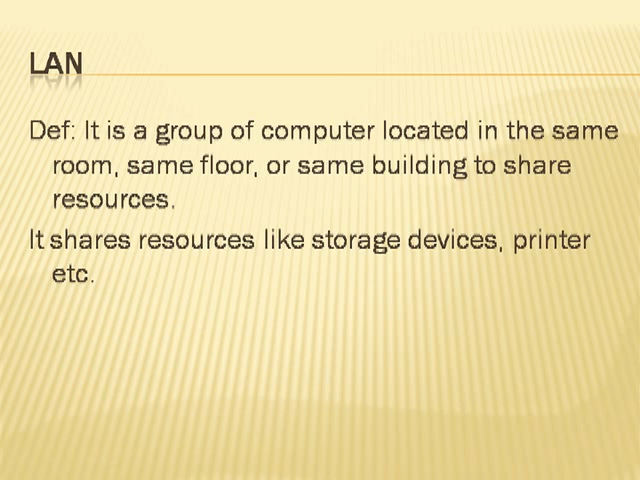 LAN
Def: It is a group of computer located in the same
room, same floor, or same building to share
resources.
It shares resources like storage devices, printer
etc.